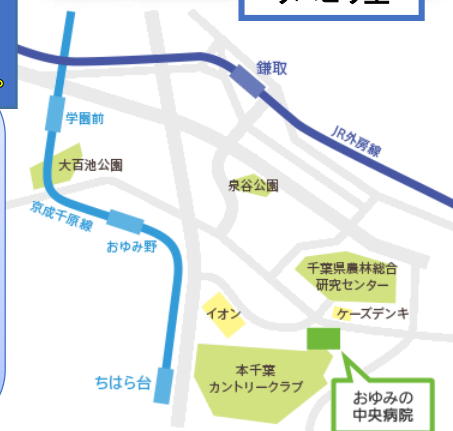 鎌取
学園前
JR外房線
大百池公園
泉谷公園
京成千原線
おゆみ野
千葉県農林総合
研究センター
イオン
ケーズデンキ
ちはら台
本千葉
カントリークラブ
おゆみの
中央病院